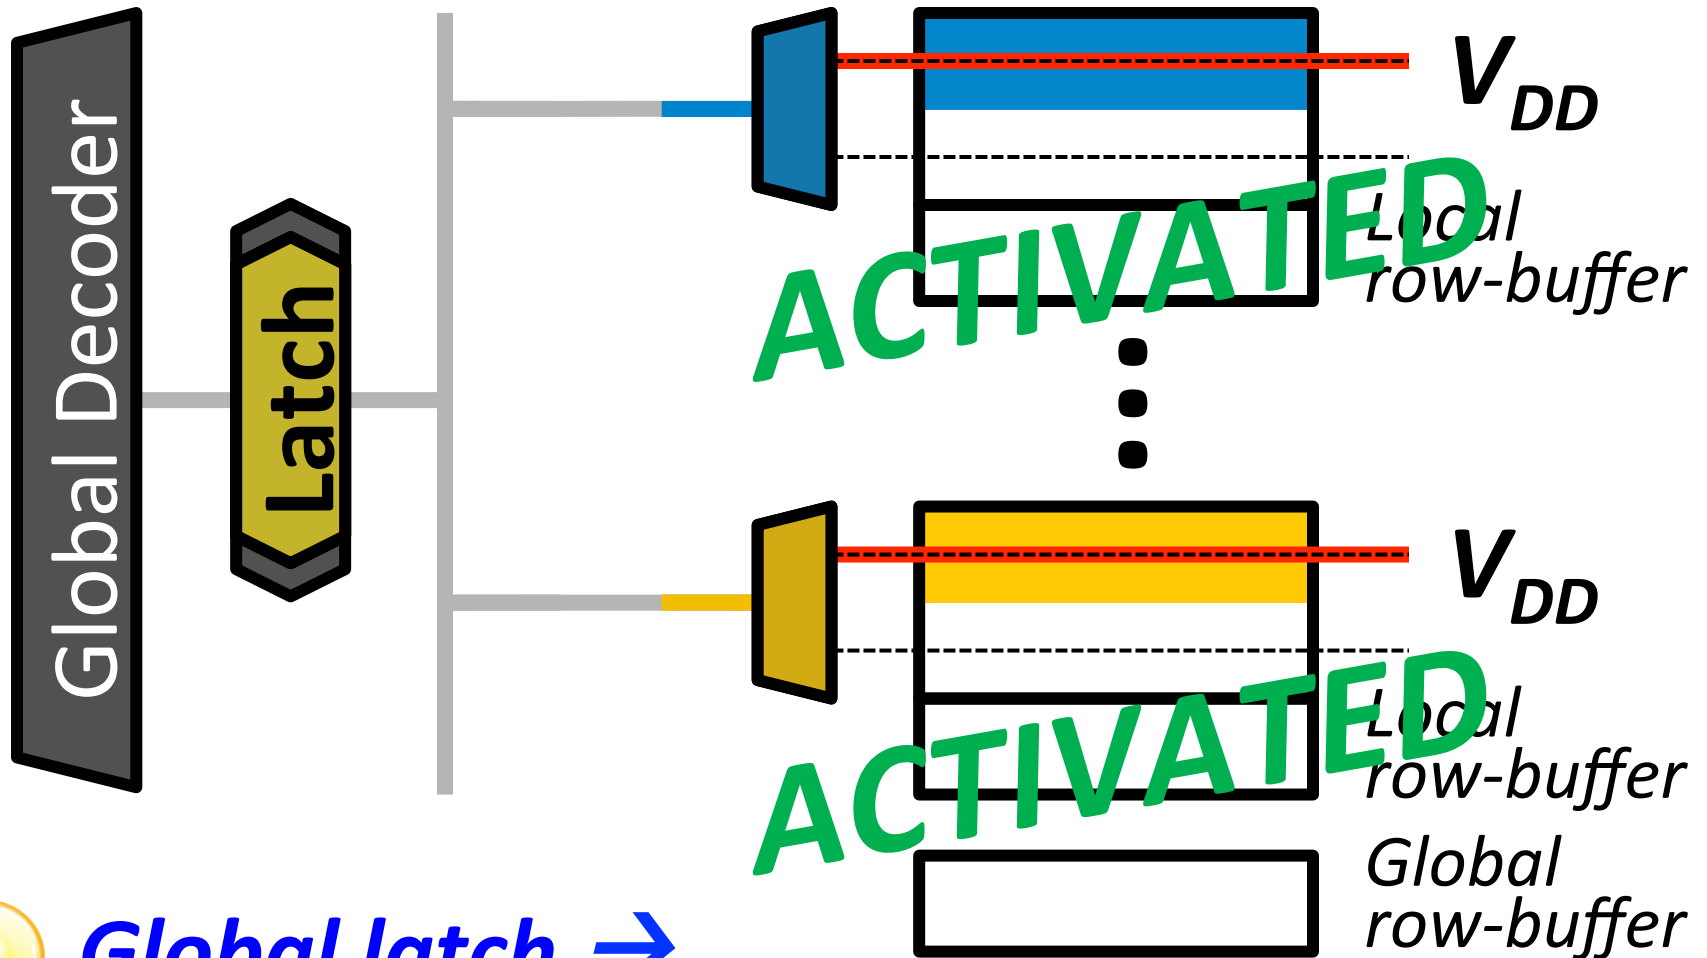 Global Decoder
Latch
V DD
ACTIVATED
Local
row-buffer
V DD
ACTIVATED
Local
row-buffer
Global
row-buffer
Global latch →